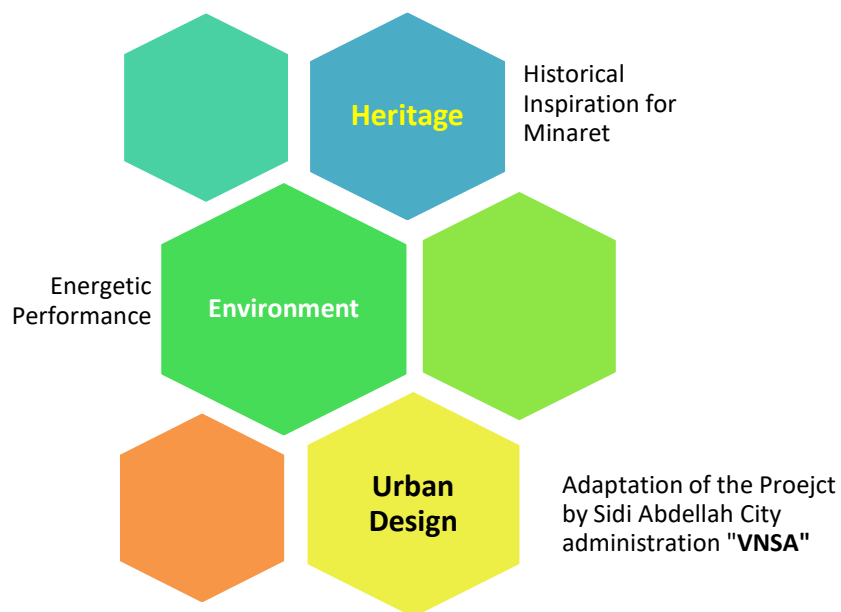 Heritage
Historical
Inspiration for
Minaret
Energetic
Performance
Environment
Urban
Design
Adaptation of the Proejct
by Sidi Abdellah City
administration "VNSA"